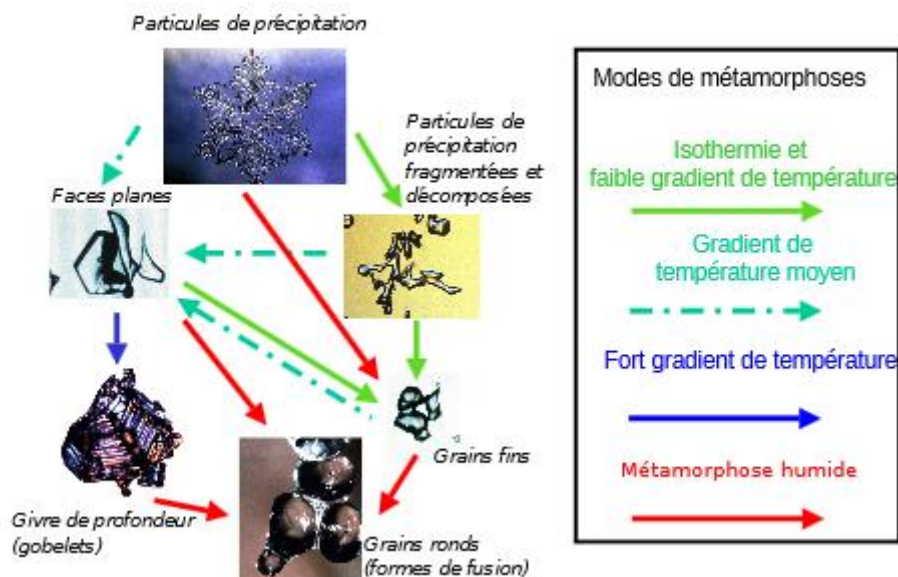 Particules de précipitation
Particules de
précipitation
fragmentées et
décomposées
Faces planes
Grains fins
Givre de profondeur
(gobelets)
Grains ronds
(formes de fusion)
Modes de métamorphoses
Isothermie et
faible gradient de température
Gradient de
température moyen
Fort gradient de température
Métamorphose humide